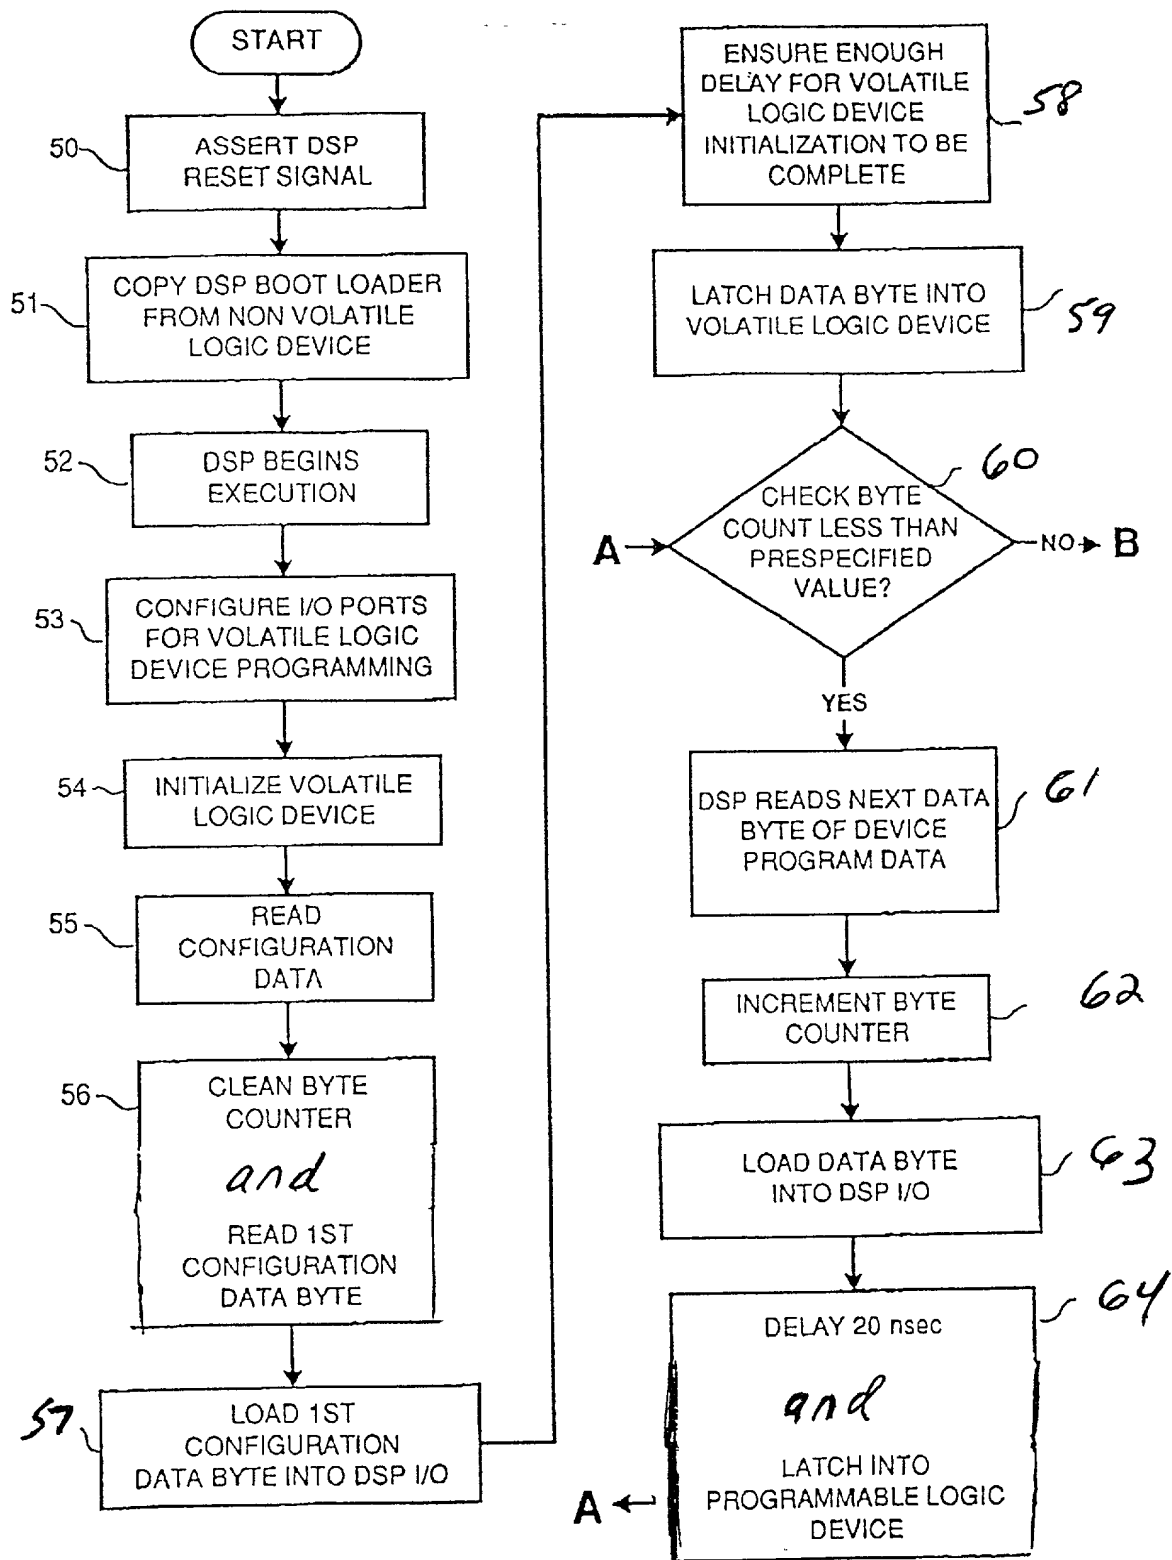 START
50
ASSERT DSP
RESET SIGNAL
51
COPY DSP BOOT LOADER
FROM NON VOLATILE
LOGIC DEVICE
52
DSP BEGINS
EXECUTION
53
CONFIGURE I/O PORTS
FOR VOLATILE LOGIC
DEVICE PROGRAMMING
54
INITIALIZE VOLATILE
LOGIC DEVICE
55
READ
CONFIGURATION
DATA
56
CLEAN BYTE
COUNTER
and
READ 1ST
CONFIGURATION
DATA BYTE
57
LOAD 1ST
CONFIGURATION
DATA BYTE INTO DSP I/O
ENSURE ENOUGH
DELAY FOR VOLATILE
LOGIC DEVICE
INITIALIZATION TO BE
COMPLETE
58
LATCH DATA BYTE INTO
VOLATILE LOGIC DEVICE
59
60
CHECK BYTE
COUNT LESS THAN
PRESPECIFIED
VALUE?
A
NO
B
YES
DSP READS NEXT DATA
BYTE OF DEVICE
PROGRAM DATA
61
INCREMENT BYTE
COUNTER
62
LOAD DATA BYTE
INTO DSP I/O
63
DELAY 20 nsec
64
and
LATCH INTO
PROGRAMMABLE LOGIC
DEVICE
A